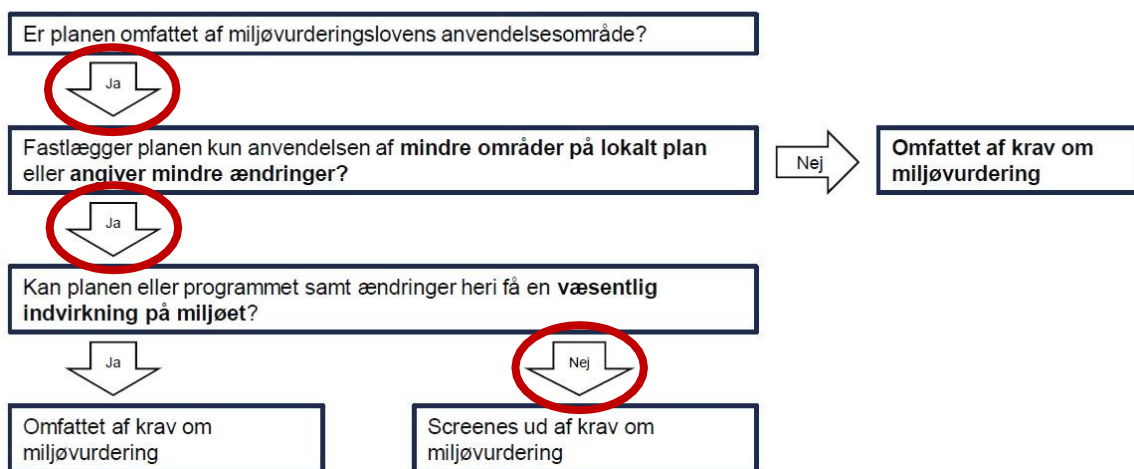 Er planen omfattet af miljøvurderingslovens anvendelsesområde?
Ja
Fastlægger planen kun anvendelsen af mindre områder på lokalt plan
eller angiver mindre ændringer?
Nej
Omfattet af krav om
miljøvurdering
Ja
Kan planen eller programmet samt ændringer heri få en væsentlig
indvirkning på miljøet?
Ja
Nej
Omfattet af krav om
miljøvurdering
Screenes ud af krav om
miljøvurdering